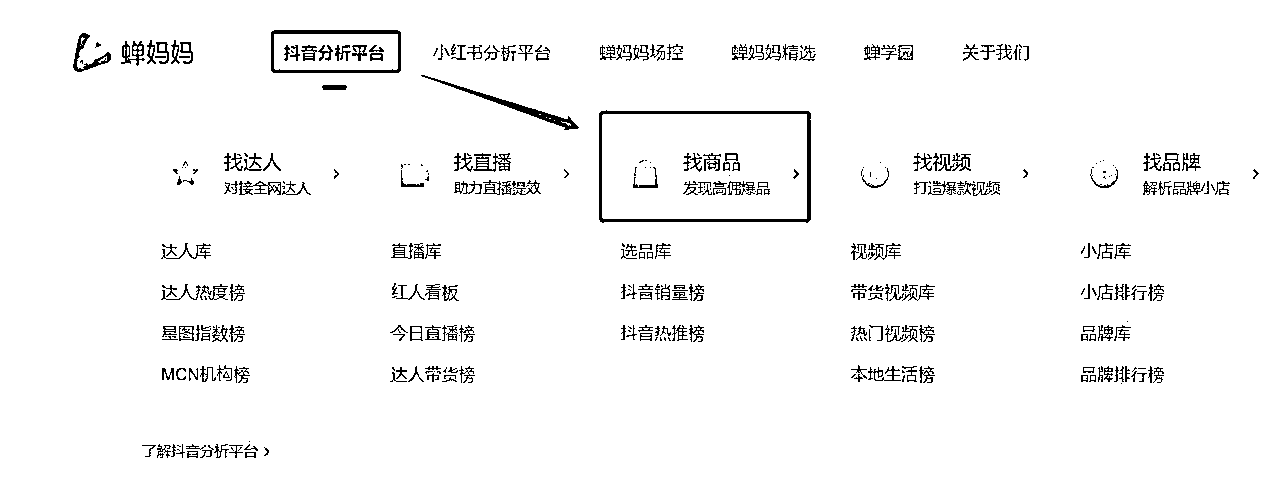 蝉妈妈 抖音分析平台 小红书分析平台 蝉妈妈场控 蝉妈妈精选 蝉学园 关于我们
找达人 找直播 找商品 找视频 找品牌
对接全网达人 助力直播提效 发现高佣爆品 打造爆款视频 解析品牌小店
达人库 直播库 选品库 视频库 小店库
达人热度榜 红人看板 抖音销量榜 带货视频库 小店排行榜
星图指数榜 今日直播榜 抖音热推榜 热门视频榜 品牌库
MCN机构榜 达人带货榜 本地生活榜 品牌排行榜
了解抖音分析平台 >